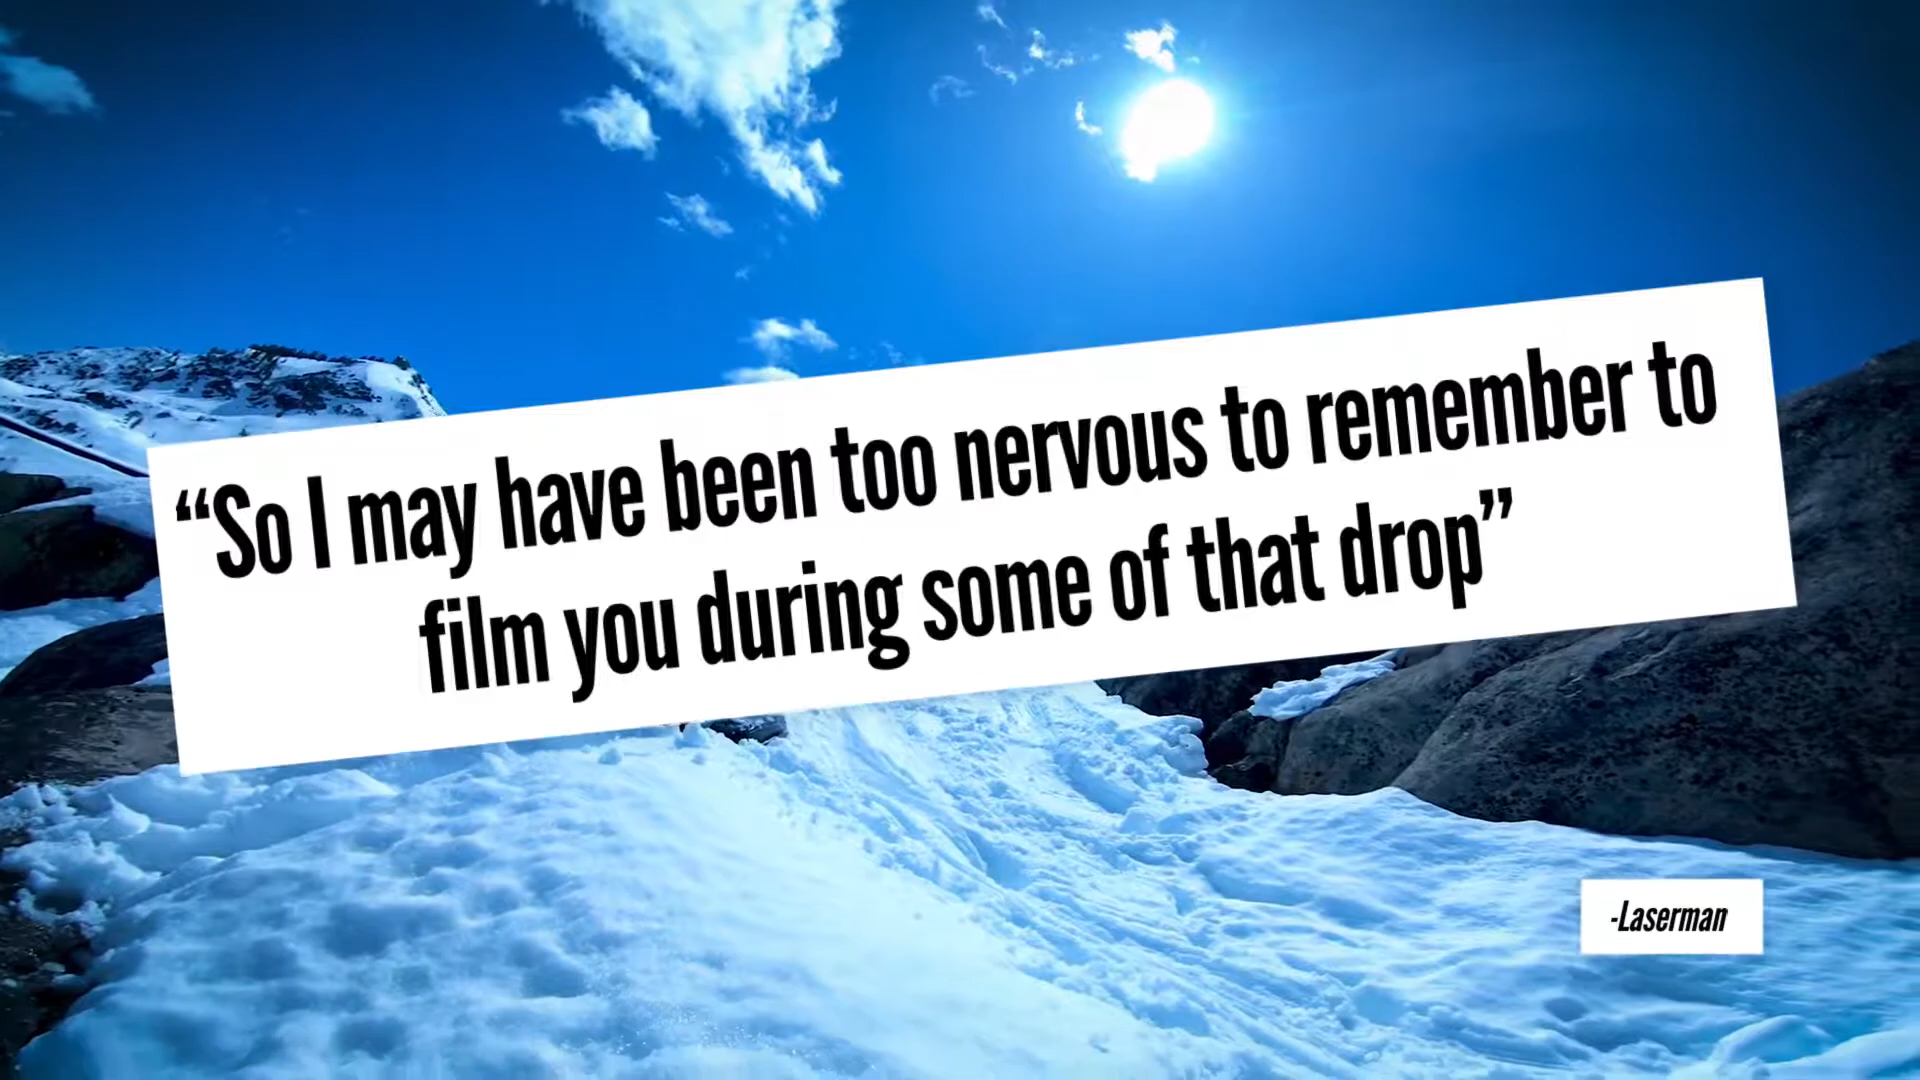 “So I may have been too nervous to remember to
film you during some of that drop”
-Laserman